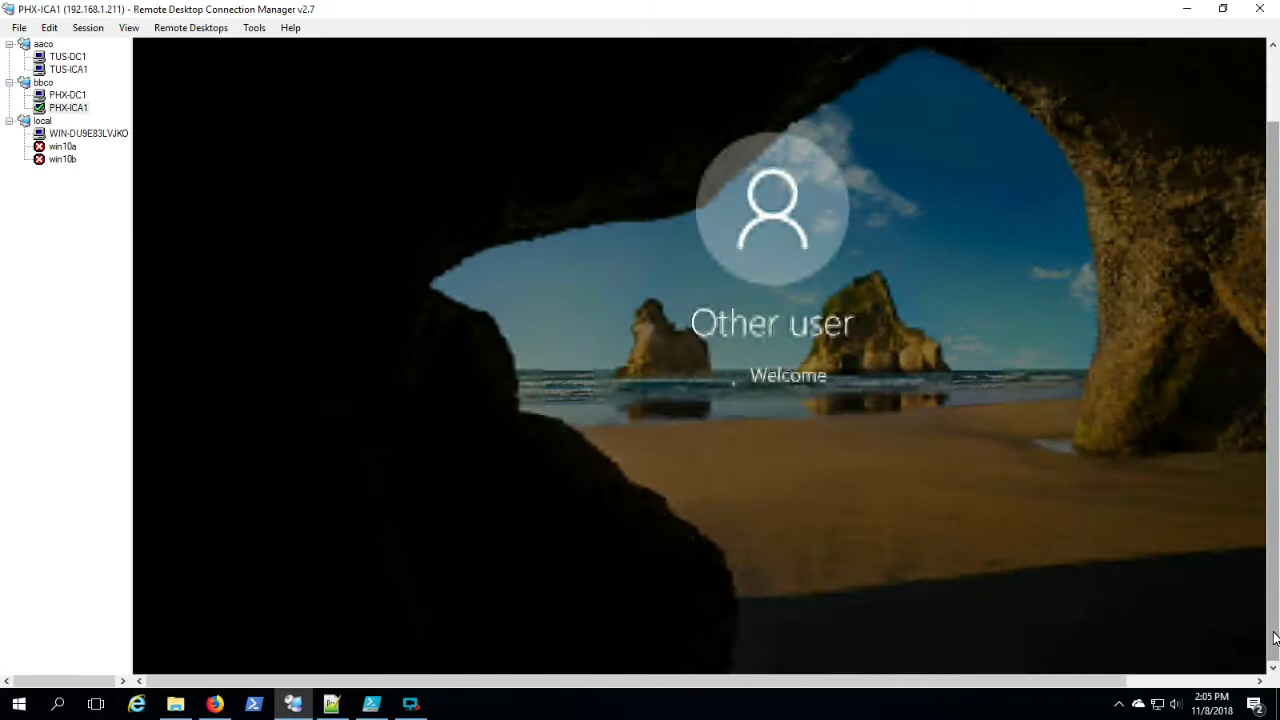 PHX-ICA1 (192.168.1.211) - Remote Desktop Connection Manager v2.7
File Edit Session View Remote Desktops Tools Help
aaco
TUS-DC1
TUS-ICA1
bbco
PHX-DC1
PHX-ICA1
local
WIN-DU9E83LVJKO
win10a
win10b
Other user
Welcome
2:05 PM
11/8/2018
2